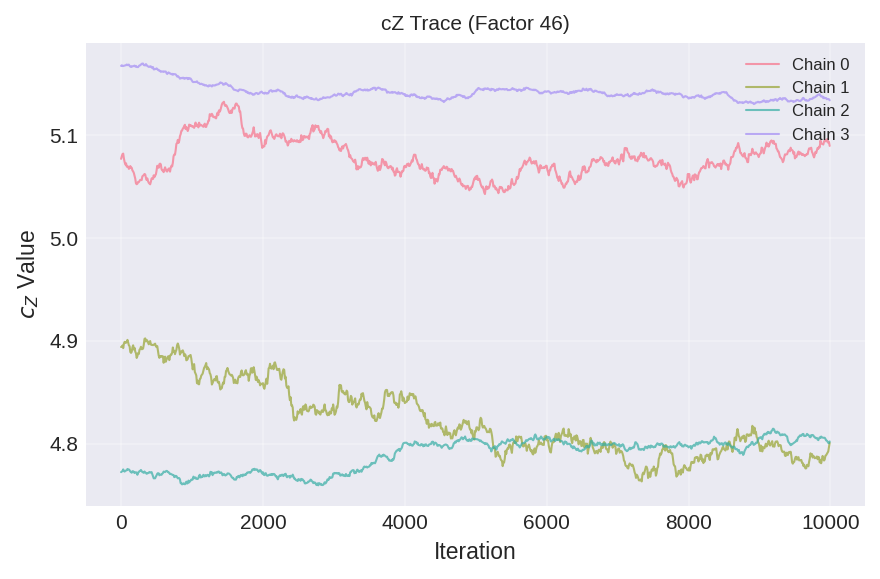 cZ Trace (Factor 46)
Chain 0
Chain 1
Chain 2
Chain 3
5.1
5.0
4.9
4.8
cZ Value
0 2000 4000 6000 8000 10000
Iteration